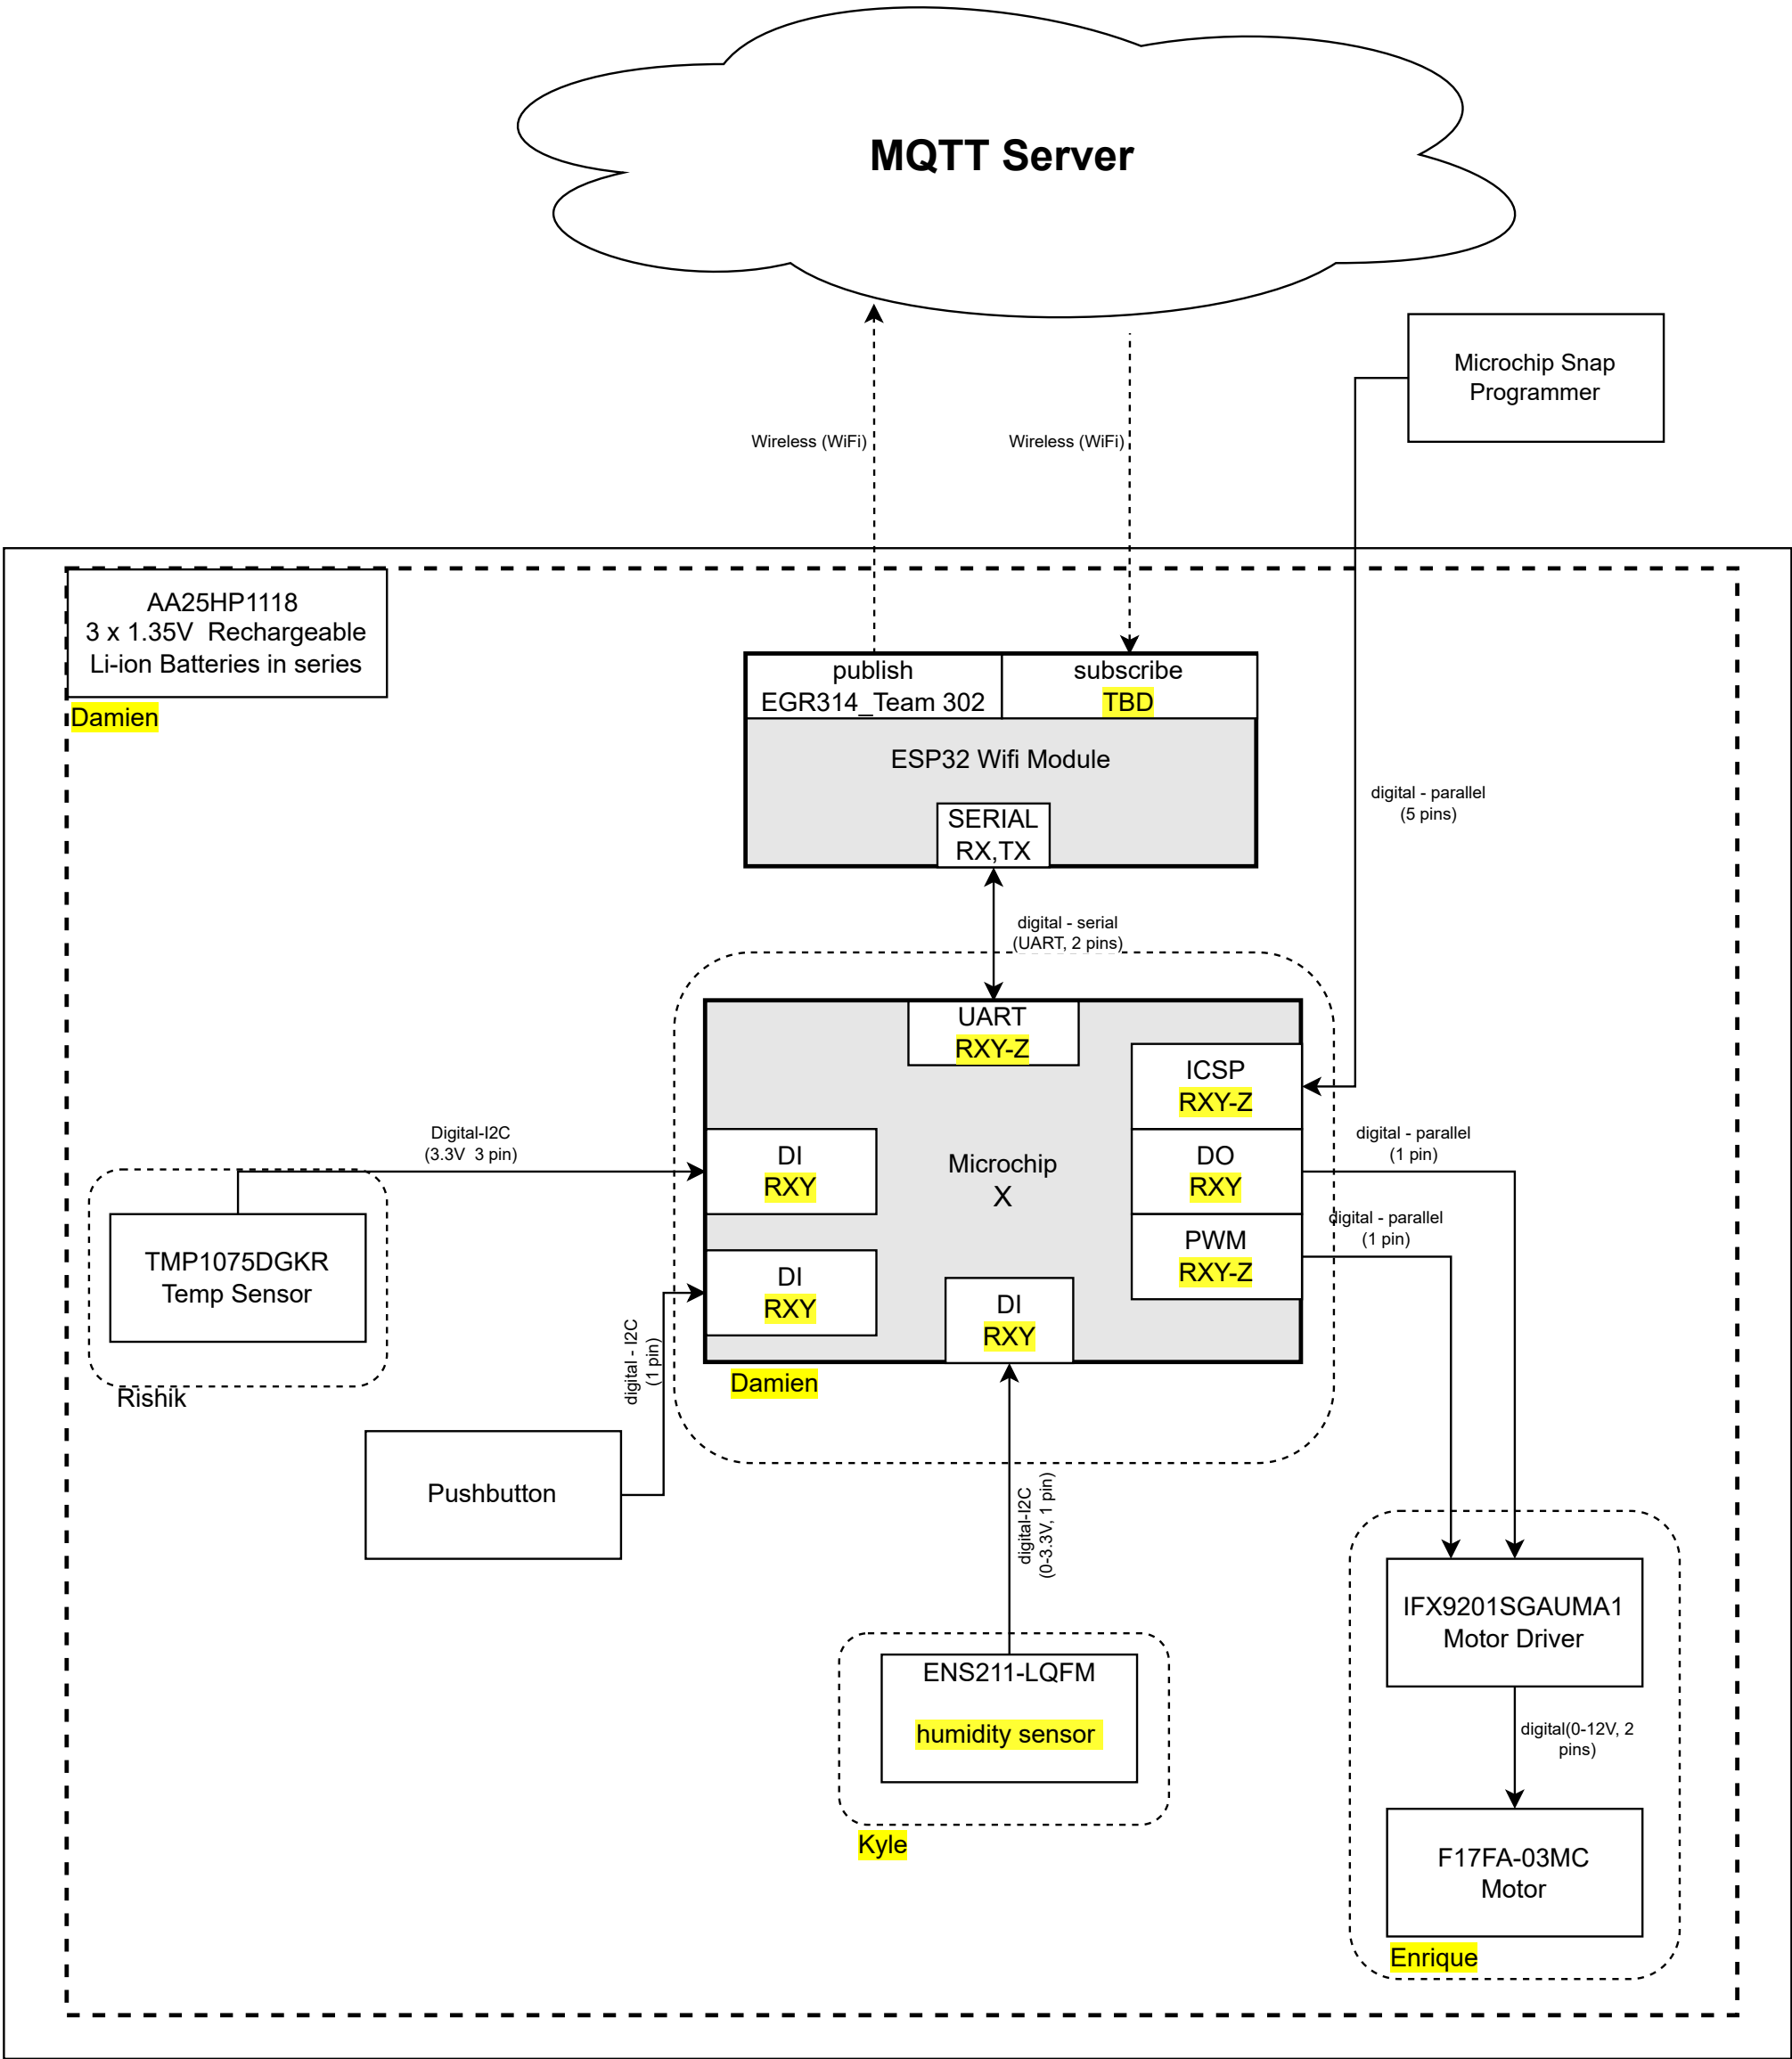 MQTT Server
Microchip Snap
Programmer
Wireless (WiFi)
Wireless (WiFi)
AA25HP1118
3 x 1.35V  Rechargeable
Li-ion Batteries in series
Damien
publish
EGR314_Team 302
subscribe
TBD
ESP32 Wifi Module
SERIAL
RX,TX
digital - parallel
(5 pins)
digital - serial
(UART, 2 pins)
UART
RXY-Z
ICSP
RXY-Z
Digital-I2C
(3.3V  3 pin)
DI
RXY
Microchip
X
DO
RXY
digital - parallel
(1 pin)
digital - parallel
(1 pin)
PWM
RXY-Z
TMP1075DGKR
Temp Sensor
Rishik
DI
RXY
DI
RXY
digital - I2C
(1 pin)
Damien
Pushbutton
digital-I2C
(0-3.3V, 1 pin)
ENS211-LQFM
humidity sensor
Kyle
IFX9201SGAUMA1
Motor Driver
digital(0-12V, 2
pins)
F17FA-03MC
Motor
Enrique